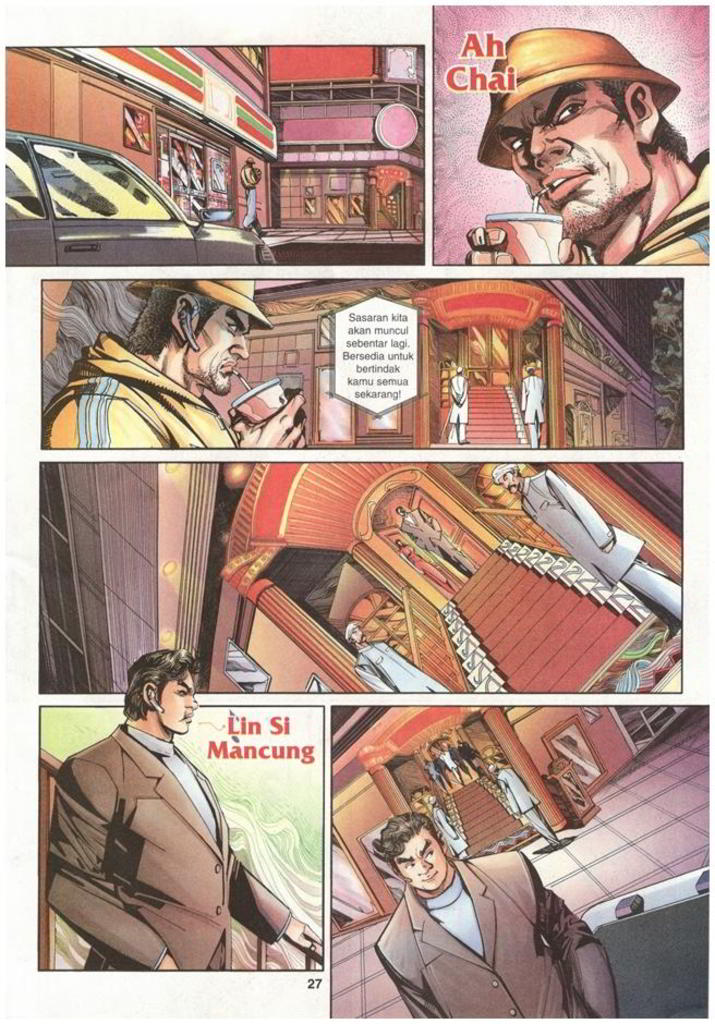 Ah
Chai
Sasaran kita
akan muncul
sebentar lagi.
Bersedia untuk
bertindak
kamu semua
sekarang!
Lin Si
Mancung
27